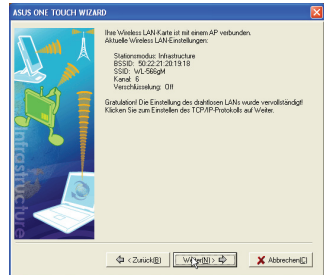 ASUS ONE TOUCH WIZARD
Ihre Wireless LAN-Karte ist mit einem AP verbunden.
Aktuelle Wireless LAN-Einstellungen:
Stationsmodus: Infrastructure
BSSID: 50:22:21:20:19:18
SSID: WL-566gM
Kanal: 6
Verschlüsselung: Off
Gratulation! Die Einstellung des drahtlosen LANs wurde vervollständigt!
Klicken Sie zum Einstellen des TCP/IP-Protokolls auf Weiter.
Infrastructure
< Zurück(B)
Weiter(N) >
Abbrechen(C)